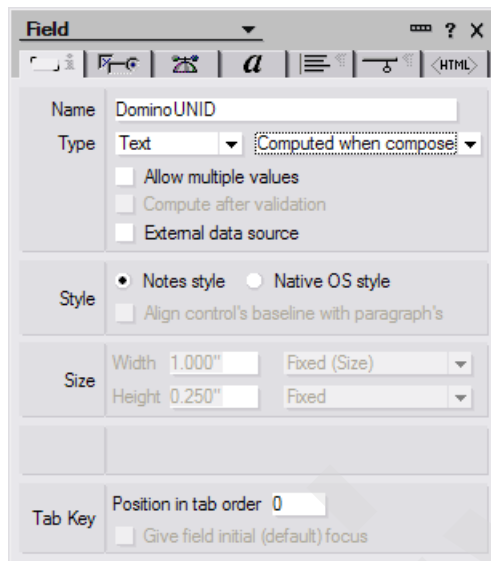 Field ? X
a <HTML>
Name DominoUNID
Type Text Computed when compose
Allow multiple values
Compute after validation
External data source
Style Notes style Native OS style
Align control's baseline with paragraph's
Size Width 1.000" Fixed (Size)
Height 0.250" Fixed
Tab Key Position in tab order 0
Give field initial (default) focus